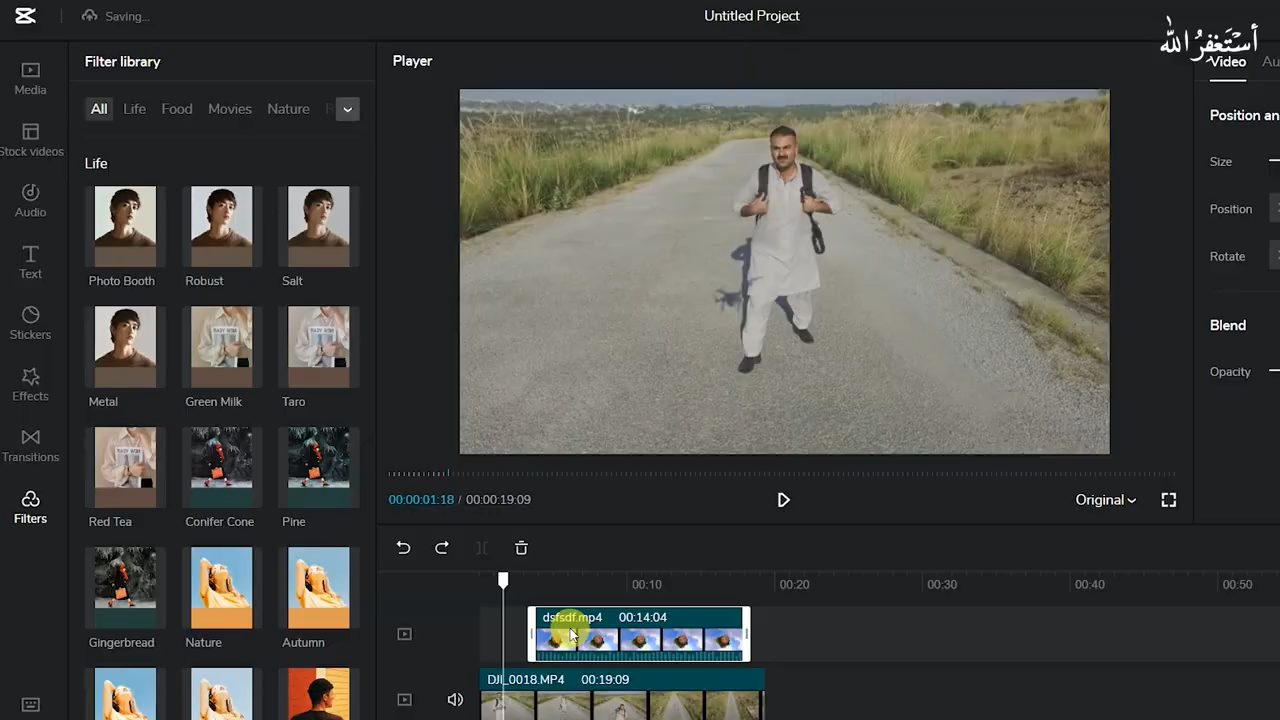 Saving...
Untitled Project
أستغفر الله
Media
Stock videos
Audio
Text
Stickers
Effects
Transitions
Filters
Filter library
All
Life
Food
Movies
Nature
Life
Photo Booth
Robust
Salt
Metal
Green Milk
Taro
Red Tea
Conifer Cone
Pine
Gingerbread
Nature
Autumn
Player
00:00:01:18 / 00:00:19:09
Original
Video
Au
Position an
Size
Position
Rotate
Blend
Opacity
00:10
00:20
00:30
00:40
00:50
dsfsdf.mp4 00:14:04
DJI_0018.MP4 00:19:09